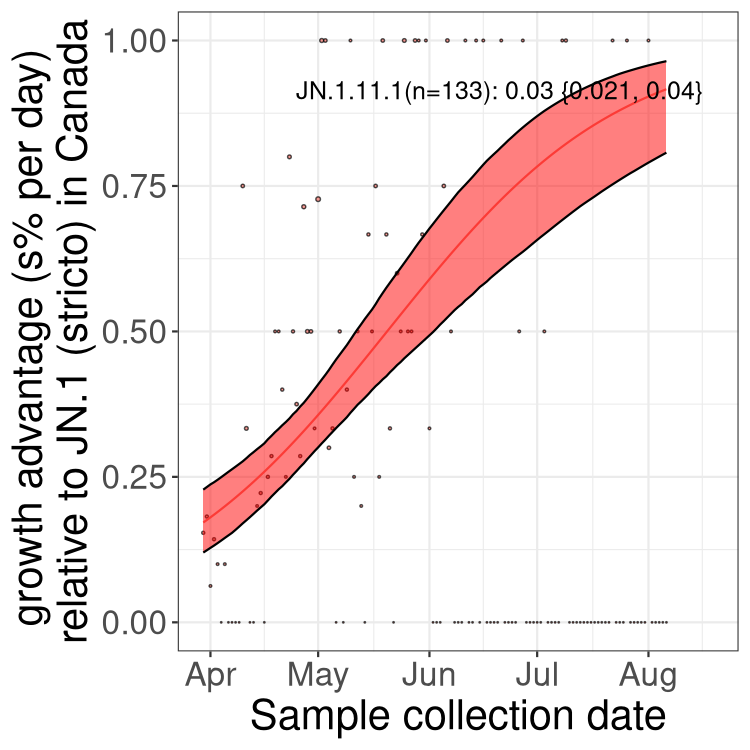 growth advantage (s% per day)
relative to JN.1 (stricto) in Canada
1.00
0.75
0.50
0.25
0.00
JN.1.11.1(n=133): 0.03 {0.021, 0.04}
Apr May Jun Jul Aug
Sample collection date